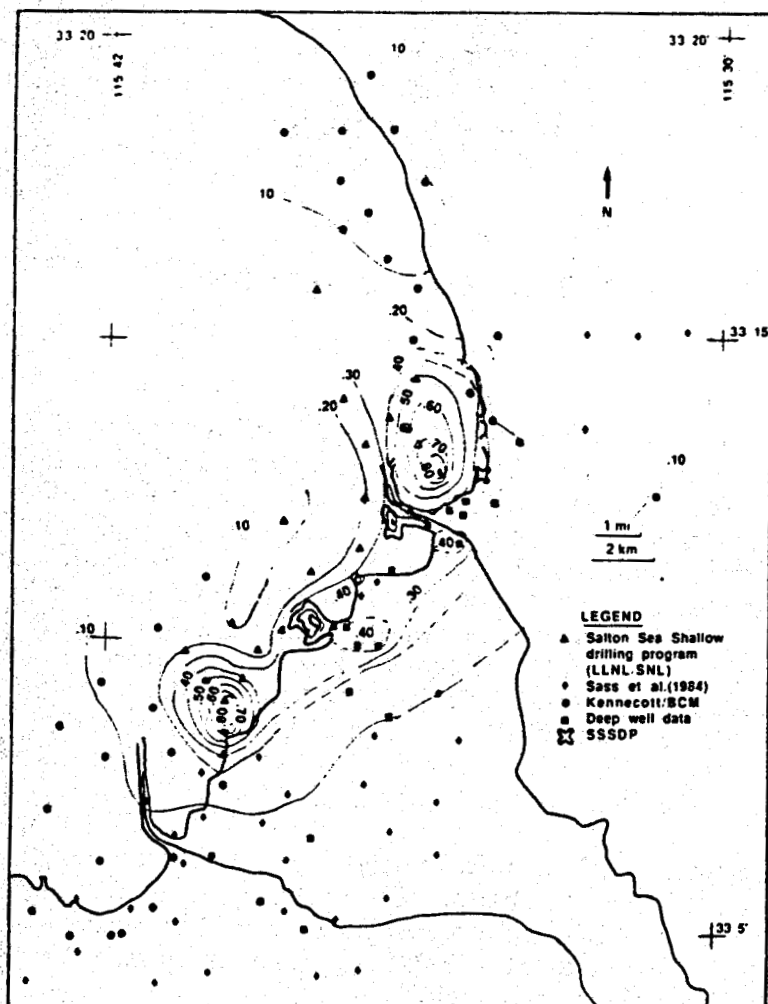 33 20
33 20'
115 42
115 30'
.10
.10
N
.20
33 15
.40
.30
.50
.60
.20
.70
80
.10
.10
1 mi
2 km
.40
.40
.30
.40
.10
.40
.50
.60
.70
.80
LEGEND
Salton Sea Shallow
drilling program
(LLNL-SNL)
Sass et al.(1984)
Kennecott/BCM
Deep well data
SSSDP
33 5'